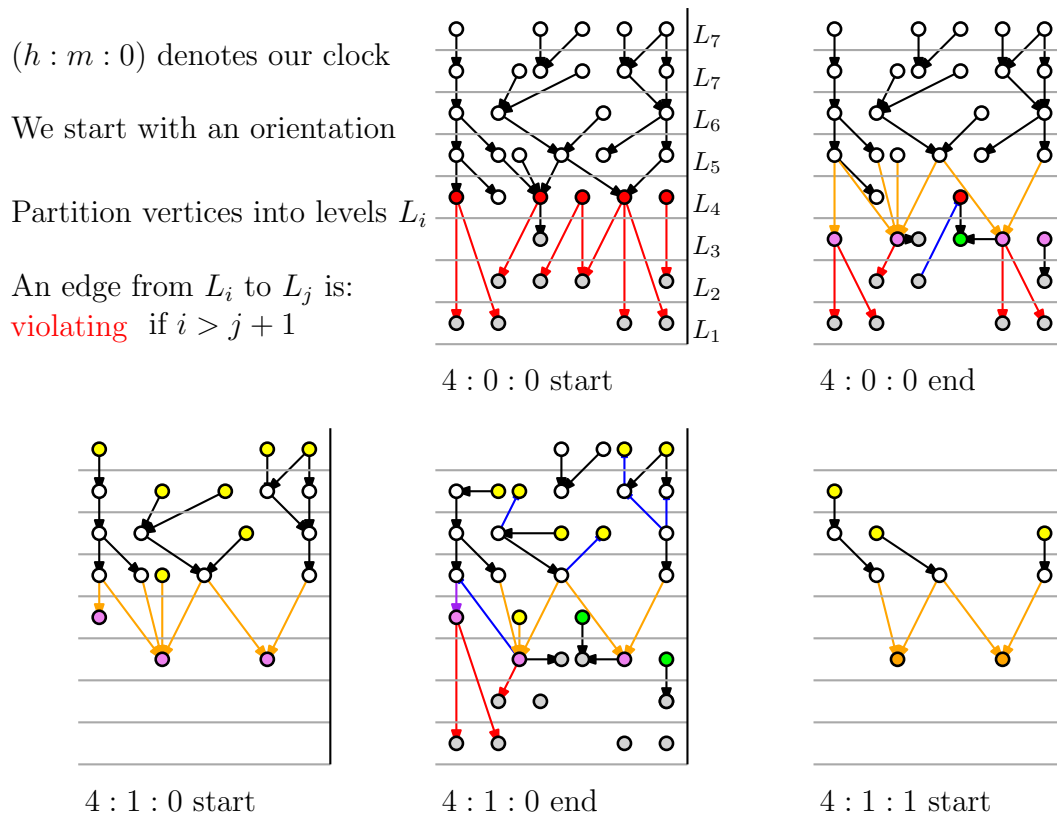 (h : m : 0) denotes our clock
We start with an orientation
Partition vertices into levels L_i
An edge from L_i to L_j is:
violating if i > j + 1
L_7
L_7
L_6
L_5
L_4
L_3
L_2
L_1
4 : 0 : 0 start
4 : 0 : 0 end
4 : 1 : 0 start
4 : 1 : 0 end
4 : 1 : 1 start